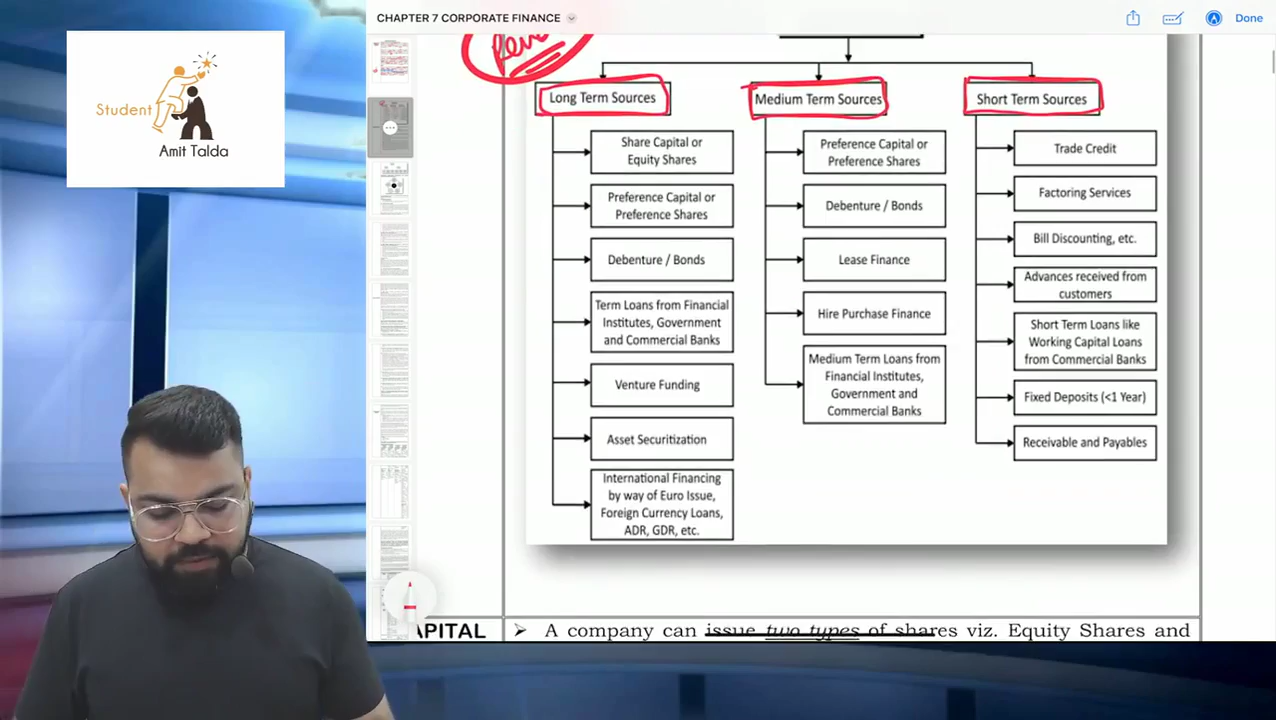 CHAPTER 7 CORPORATE FINANCE
Done
Student
Amit Talda
Long Term Sources
Share Capital or
Equity Shares
Preference Capital or
Preference Shares
Debenture / Bonds
Term Loans from Financial
Institutes, Government
and Commercial Banks
Venture Funding
Asset Securitization
International Financing
by way of Euro Issue,
Foreign Currency Loans,
ADR, GDR, etc.
Medium Term Sources
Preference Capital or
Preference Shares
Debenture / Bonds
Lease Finance
Hire Purchase Finance
Medium Term Loans from
Financial Institutes,
Government and
Commercial Banks
Short Term Sources
Trade Credit
Factoring Services
Bill Discounting, etc.
Advances received from
customers
Short Term loans like
Working Capital Loans
from Commercial Banks
Fixed Deposits (<1 Year)
Receivable and Payables
APITAL
➢ A company can issue two types of shares viz. Equity Shares and